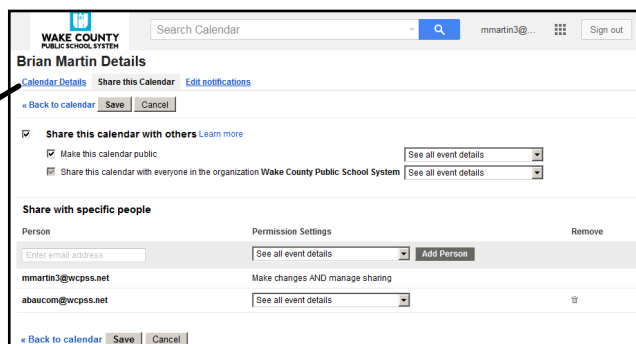 WAKE COUNTY
PUBLIC SCHOOL SYSTEM
Search Calendar
mmartin3@...
Sign out
Brian Martin Details
Calendar Details Share this Calendar Edit notifications
« Back to calendar Save Cancel
Share this calendar with others Learn more
Make this calendar public See all event details
Share this calendar with everyone in the organization Wake County Public School System See all event details
Share with specific people
Person Permission Settings Remove
Enter email address See all event details Add Person
mmartin3@wcpss.net Make changes AND manage sharing
abaucom@wcpss.net See all event details
« Back to calendar Save Cancel